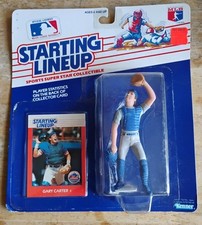 STARTING
LINEUP
SPORTS SUPER STAR COLLECTIBLE
PLAYER STATISTICS
ON THE BACK OF
COLLECTOR CARD
STARTING
LINEUP
GARY CARTER
Kenner